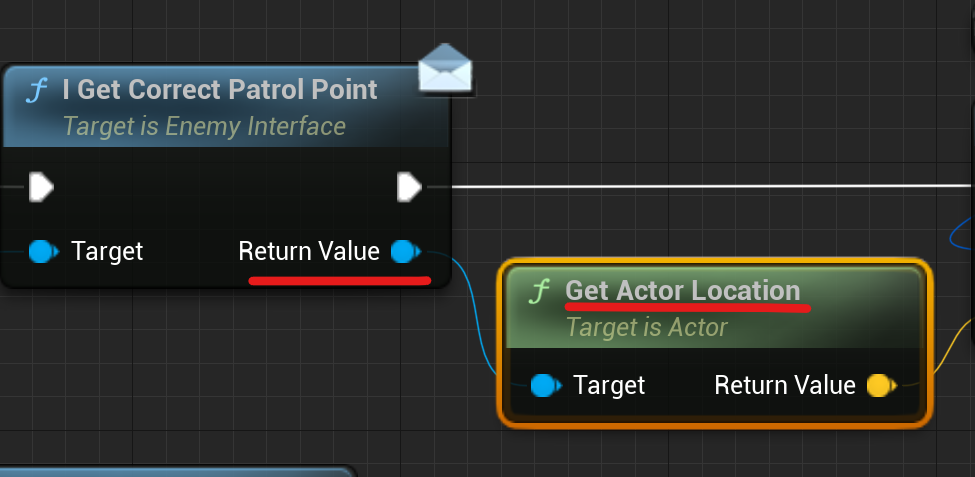 f I Get Correct Patrol Point
Target is Enemy Interface
Target Return Value
f Get Actor Location
Target is Actor
Target Return Value